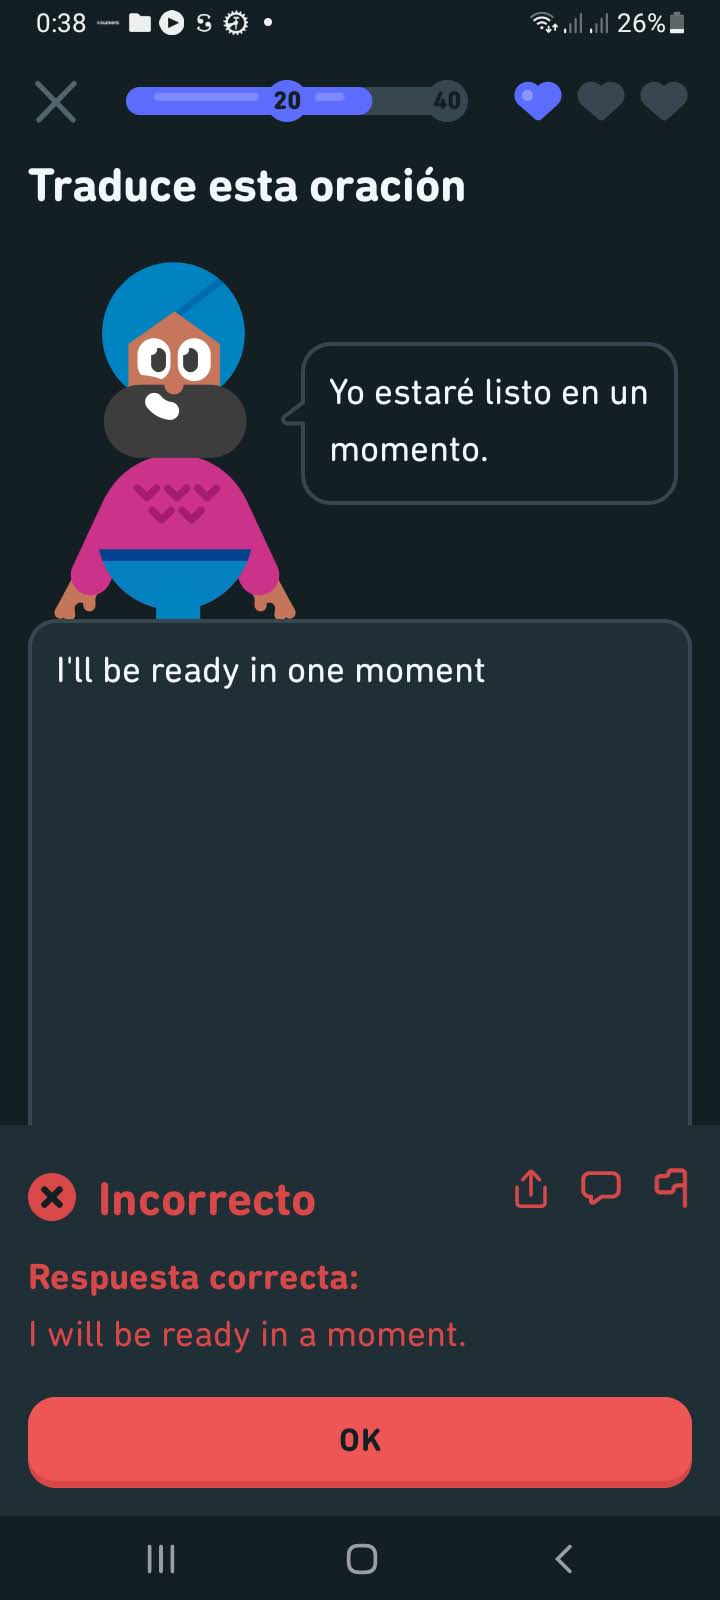 0:38
26%
20
40
Traduce esta oración
Yo estaré listo en un
momento.
I'll be ready in one moment
Incorrecto
Respuesta correcta:
I will be ready in a moment.
OK